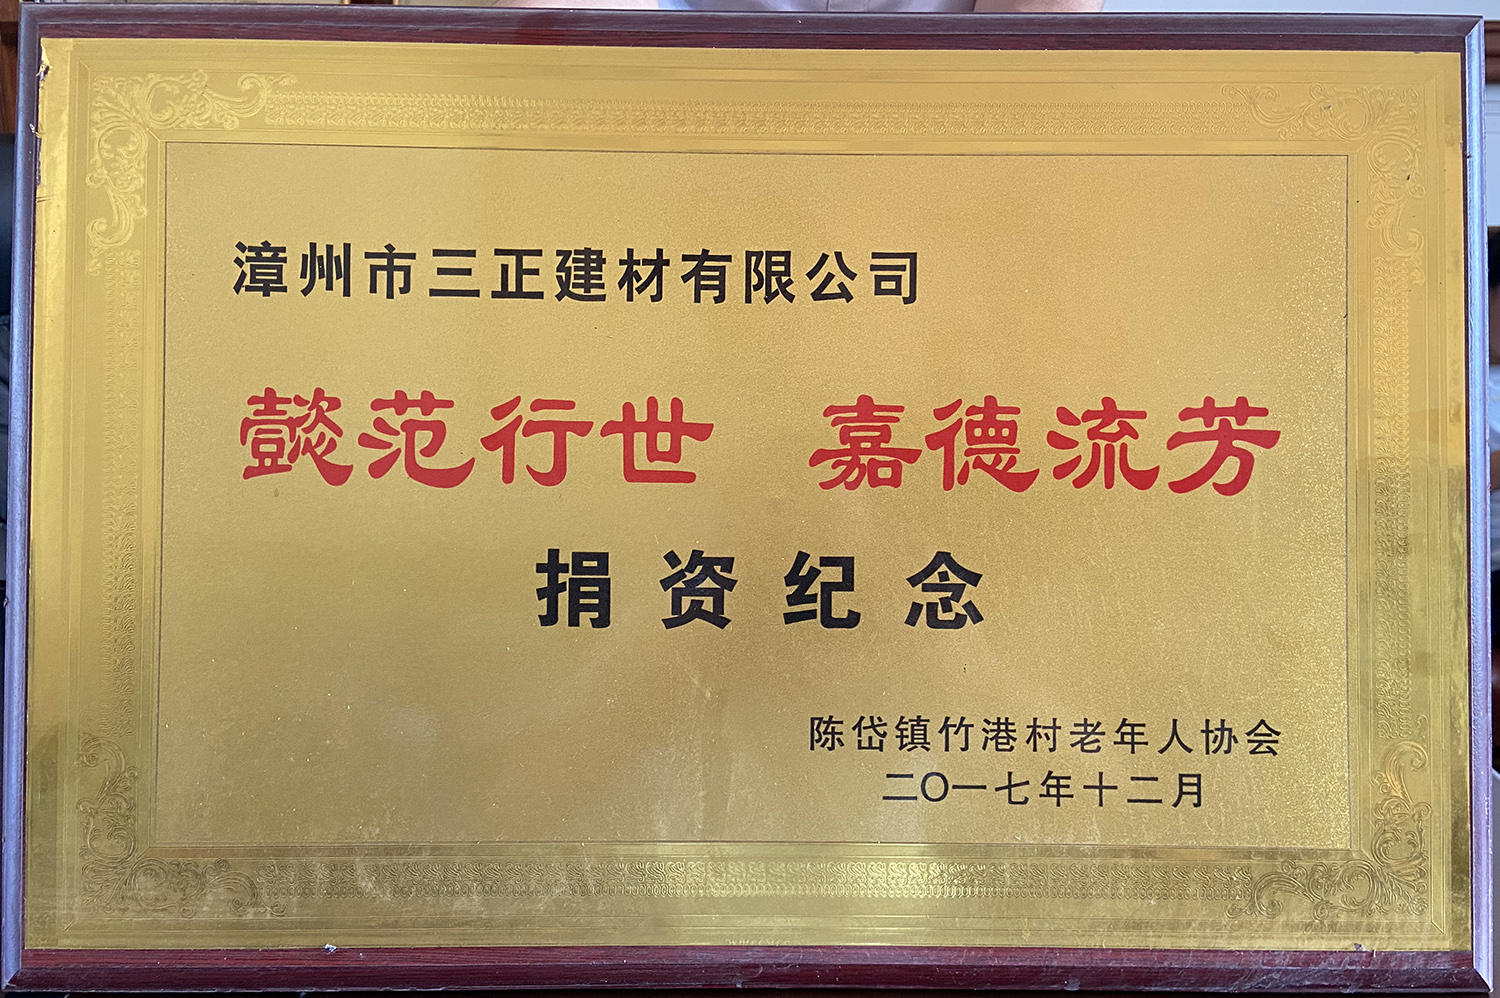 漳州市三正建材有限公司
懿范行世 嘉德流芳
捐资纪念
陈岱镇竹港村老年人协会
二〇一七年十二月